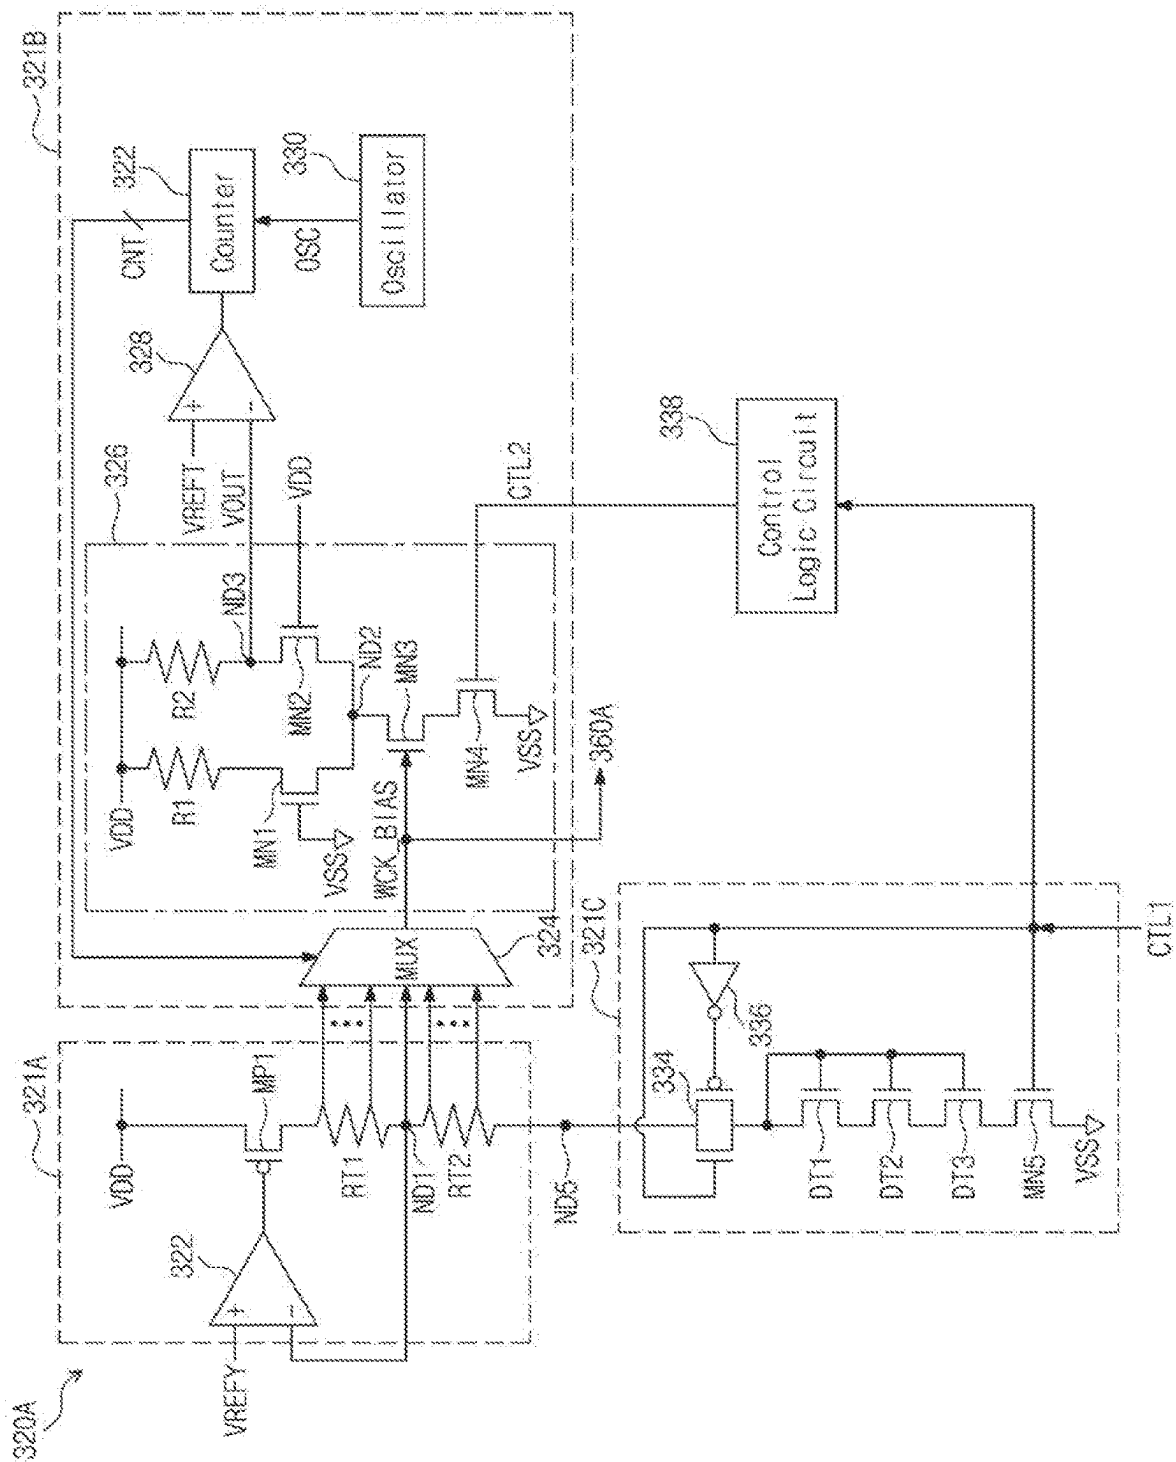 320A
321A
321B
VDD
322
MP1
VREFY
+
-
RT1
ND1
RT2
ND5
MUX
324
CNT
322
Counter
OSC
330
Oscillator
328
+
-
VREFT
VOUT
326
VDD
R1
R2
ND3
VDD
MN1
MN2
VSS
ND2
WCK_BIAS
MN3
MN4
VSS
CTL2
360A
338
Control
Logic Circuit
321C
334
336
DT1
DT2
DT3
MN5
VSS
CTL1